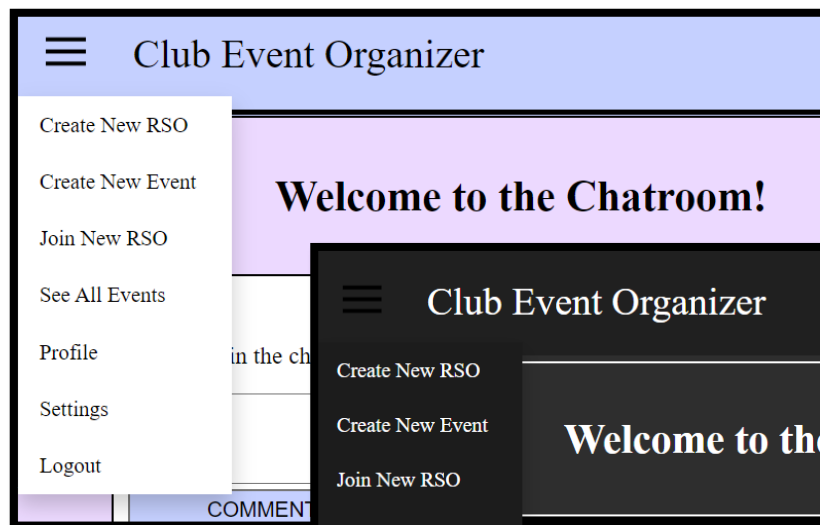 Club Event Organizer
Create New RSO
Create New Event
Welcome to the Chatroom!
Join New RSO
See All Events
Profile
in the ch
Settings
Logout
COMMENT
Club Event Organizer
Create New RSO
Create New Event
Welcome to the
Join New RSO